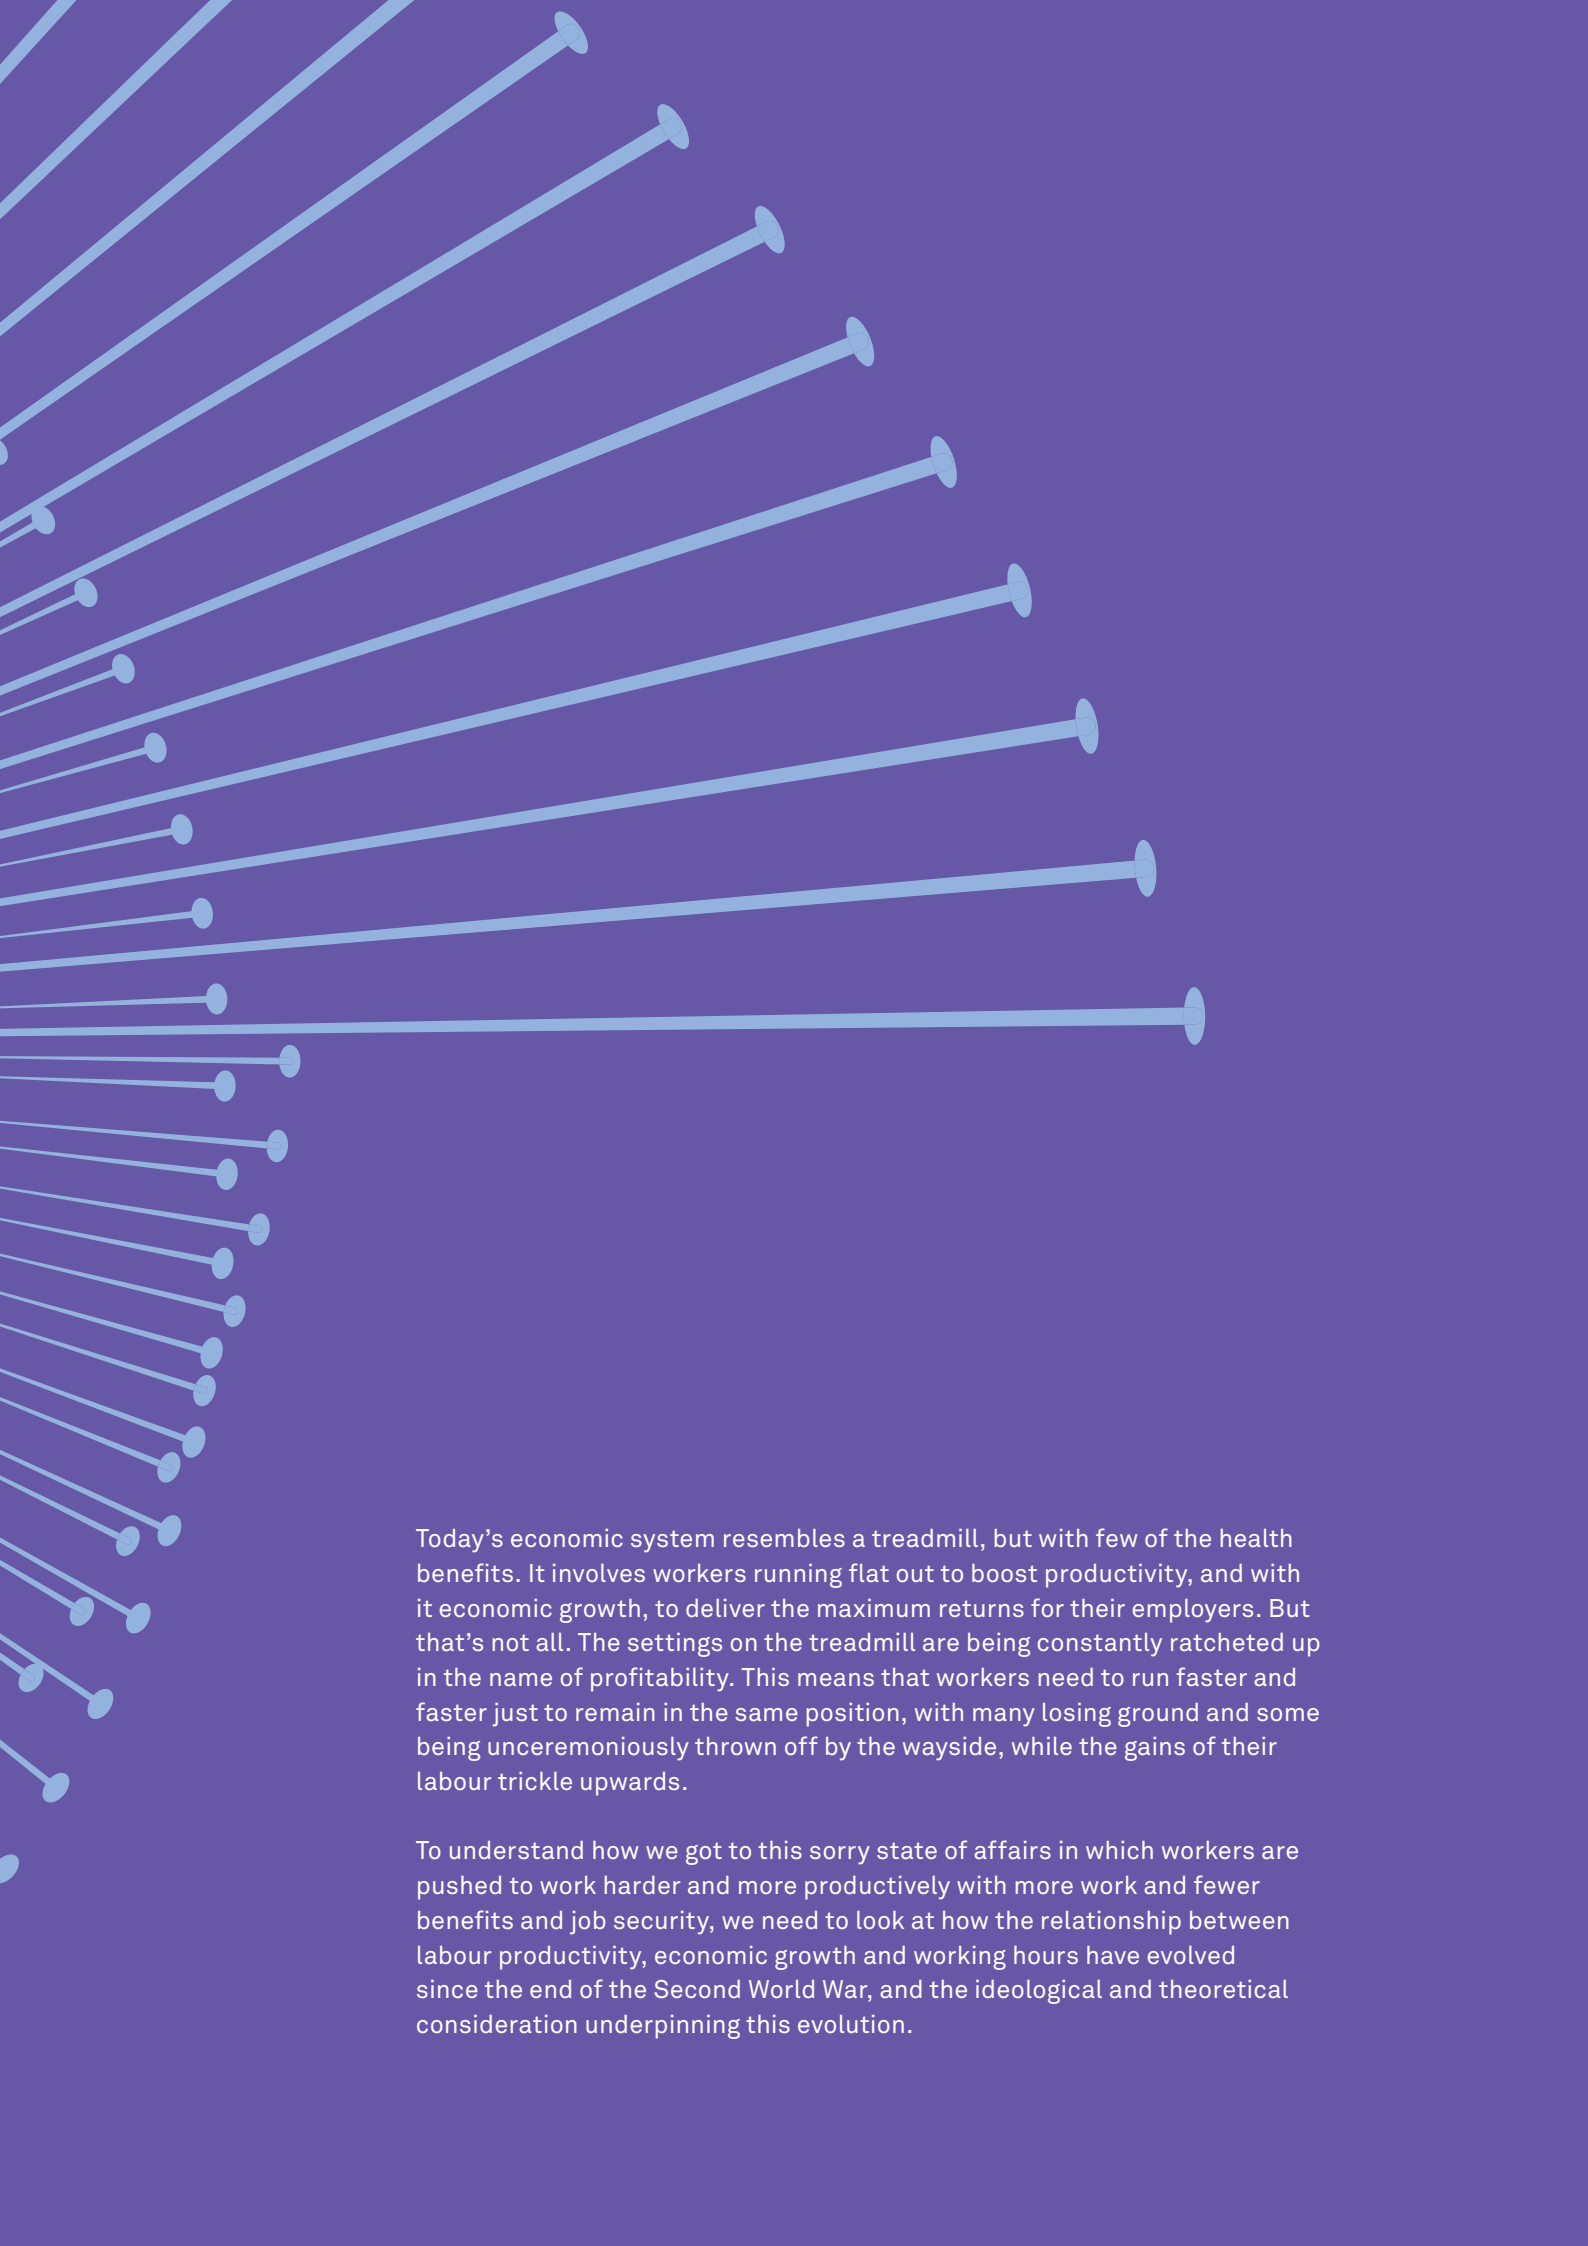 Today’s economic system resembles a treadmill, but with few of the health
benefits. It involves workers running flat out to boost productivity, and with
it economic growth, to deliver the maximum returns for their employers. But
that’s not all. The settings on the treadmill are being constantly ratcheted up
in the name of profitability. This means that workers need to run faster and
faster just to remain in the same position, with many losing ground and some
being unceremoniously thrown off by the wayside, while the gains of their
labour trickle upwards.
To understand how we got to this sorry state of affairs in which workers are
pushed to work harder and more productively with more work and fewer
benefits and job security, we need to look at how the relationship between
labour productivity, economic growth and working hours have evolved
since the end of the Second World War, and the ideological and theoretical
consideration underpinning this evolution.